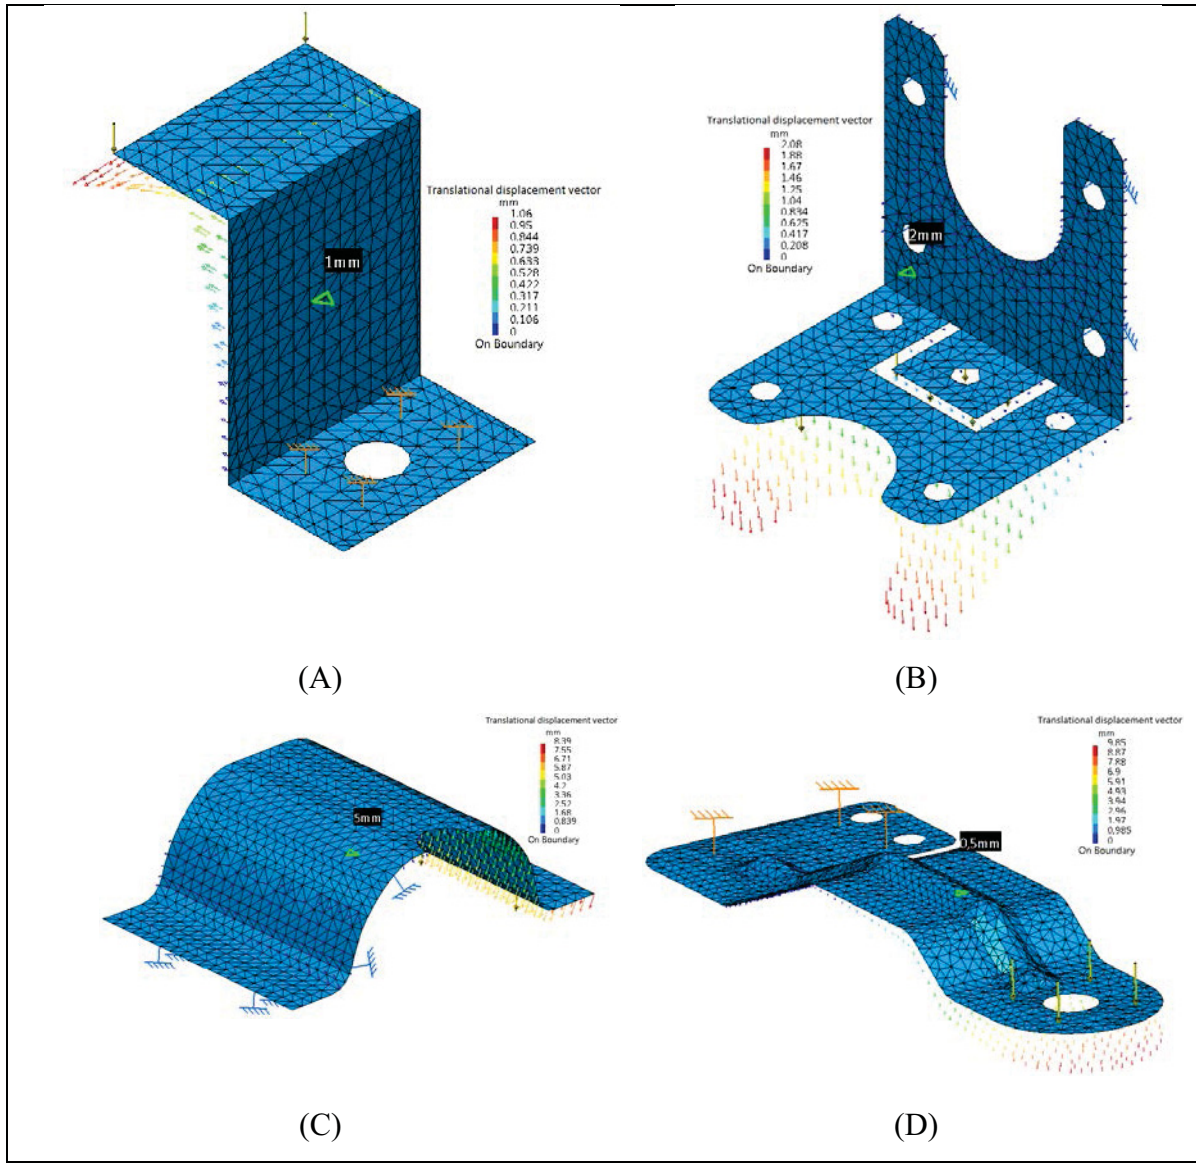 Translational displacement vector
mm
1.06
0.95
0.844
0.739
0.633
0.528
0.422
0.317
0.211
0.106
0
On Boundary
1mm
(A)
Translational displacement vector
mm
2.08
1.88
1.67
1.46
1.25
1.04
0.834
0.625
0.417
0.208
0
On Boundary
2mm
(B)
Translational displacement vector
mm
8.39
7.55
6.71
5.87
5.03
4.2
3.36
2.52
1.68
0.839
0
On Boundary
5mm
(C)
Translational displacement vector
mm
9.85
8.87
7.88
6.9
5.91
4.93
3.94
2.96
1.97
0.985
0
On Boundary
0,5mm
(D)